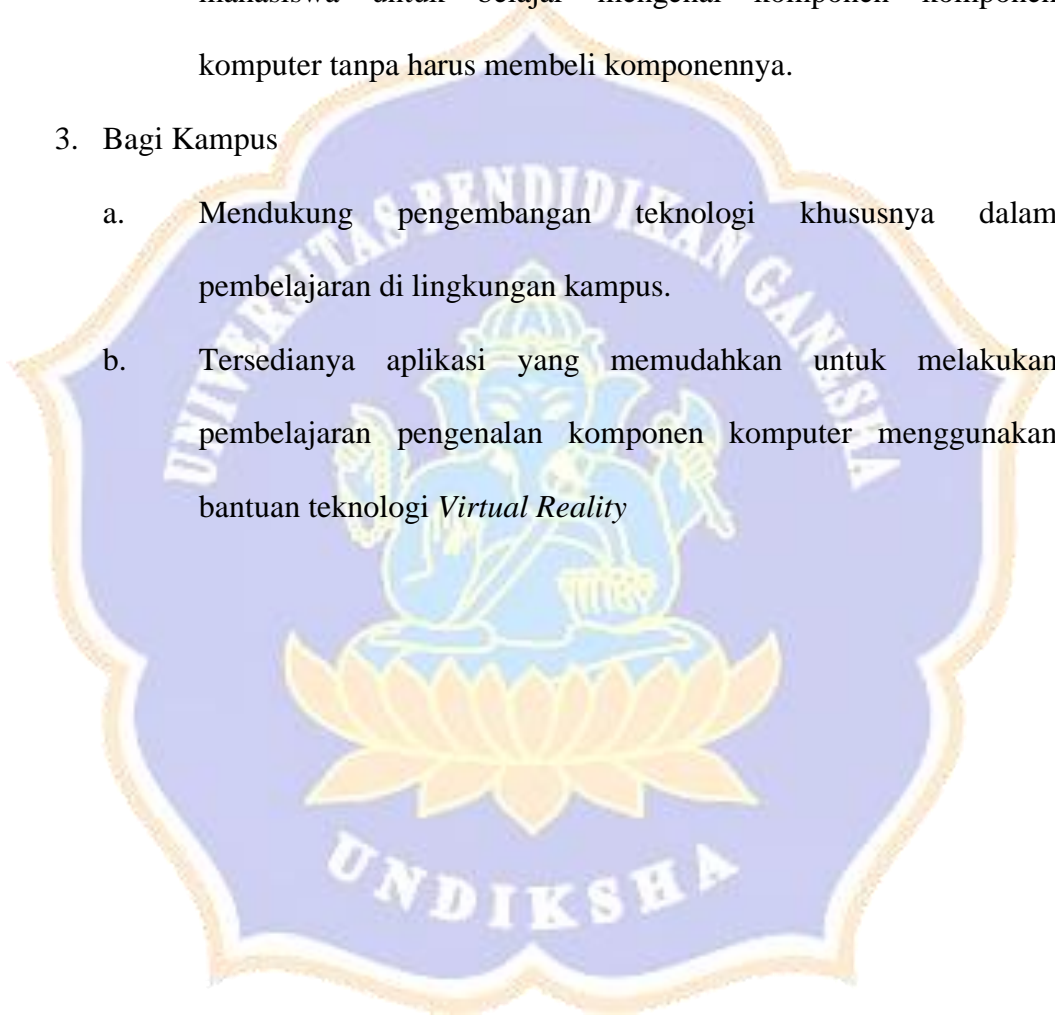 mahasiswa untuk belajar mengenal komponen komponen
komputer tanpa harus membeli komponennya.
3. Bagi Kampus
a. Mendukung pengembangan teknologi khususnya dalam
pembelajaran di lingkungan kampus.
b. Tersedianya aplikasi yang memudahkan untuk melakukan
pembelajaran pengenalan komponen komputer menggunakan
bantuan teknologi Virtual Reality
UNIVERSITAS PENDIDIKAN GANESHA
UNDIKSHA